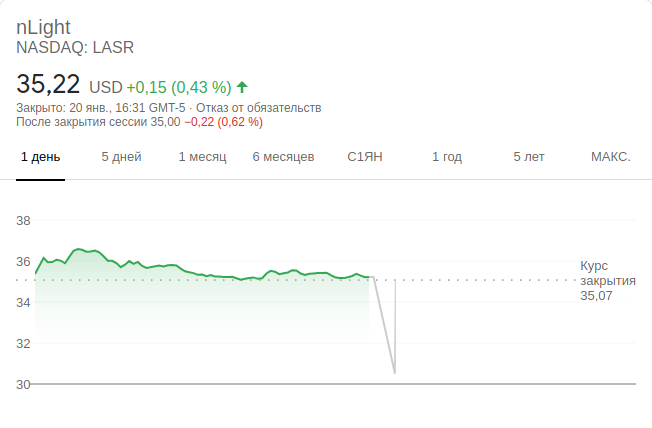 nLight
NASDAQ: LASR
35,22 USD +0,15 (0,43 %)
Закрыто: 20 янв., 16:31 GMT-5 · Отказ от обязательств
После закрытия сессии 35,00 −0,22 (0,62 %)
1 день 5 дней 1 месяц 6 месяцев С1ЯН 1 год 5 лет МАКС.
38
36
34
32
30
Курс
закрытия
35,07